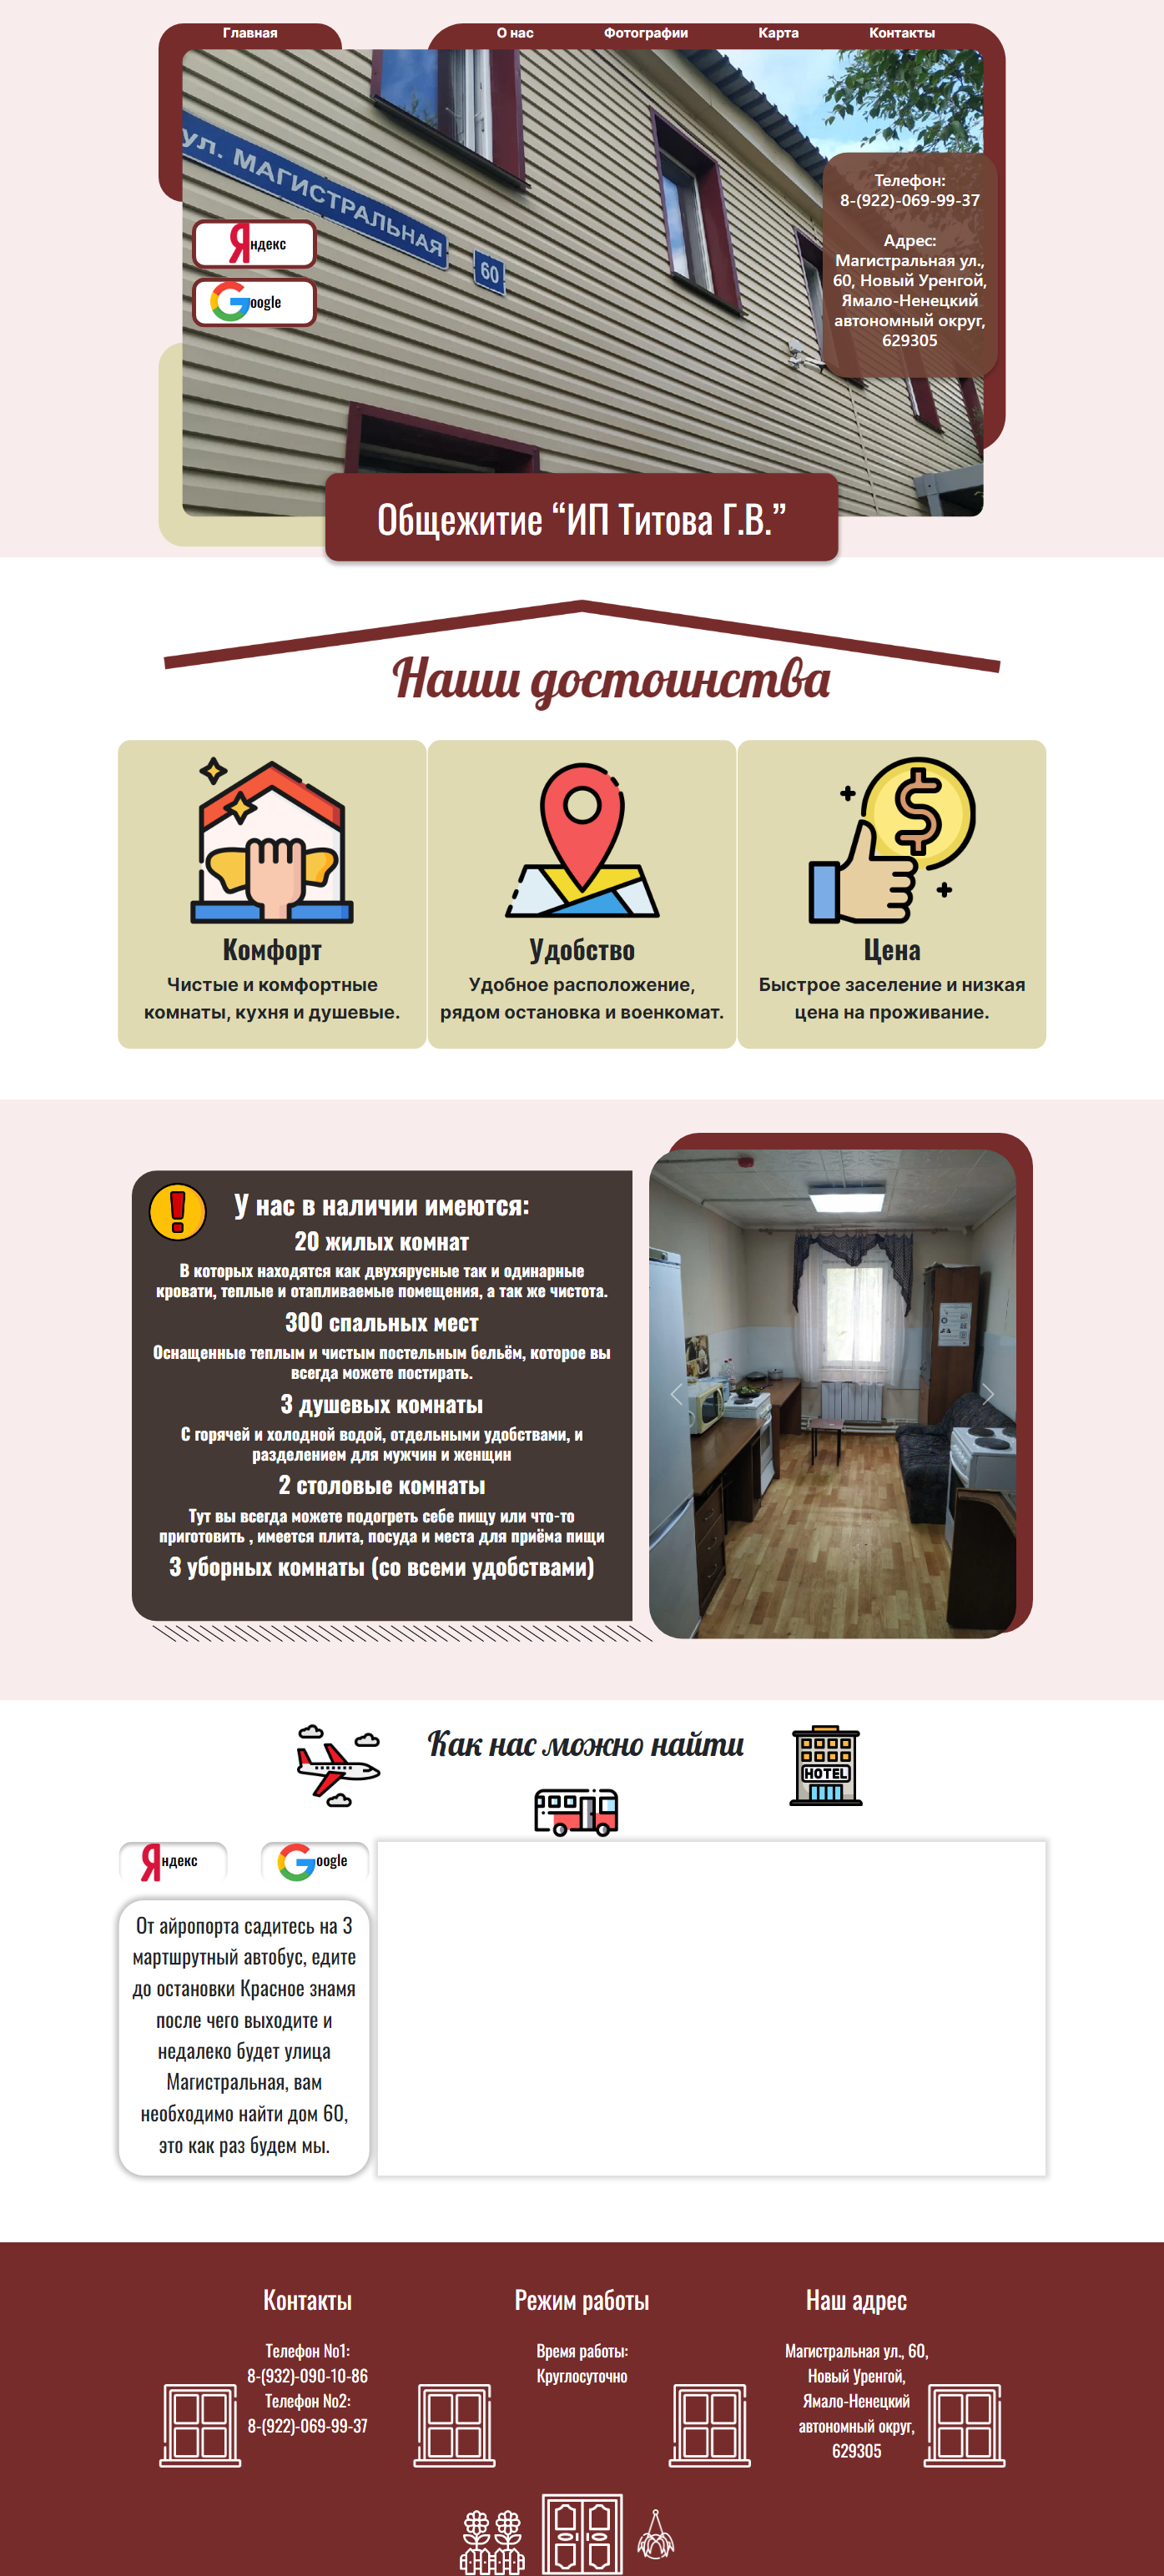 Главная
О нас
Фотографии
Карта
Контакты
ул. МАГИСТРАЛЬНАЯ
60
Яндекс
Google
Телефон:
8-(922)-069-99-37
Адрес:
Магистральная ул.,
60, Новый Уренгой,
Ямало-Ненецкий
автономный округ,
629305
Общежитие “ИП Титова Г.В.”
Наши достоинства
Комфорт
Чистые и комфортные
комнаты, кухня и душевые.
Удобство
Удобное расположение,
рядом остановка и военкомат.
Цена
Быстрое заселение и низкая
цена на проживание.
У нас в наличии имеются:
20 жилых комнат
В которых находятся как двухярусные так и одинарные
кровати, теплые и отапливаемые помещения, а так же чистота.
300 спальных мест
Оснащенные теплым и чистым постельным бельём, которое вы
всегда можете постирать.
3 душевых комнаты
С горячей и холодной водой, отдельными удобствами, и
разделением для мужчин и женщин
2 столовые комнаты
Тут вы всегда можете подогреть себе пищу или что-то
приготовить , имеется плита, посуда и места для приёма пищи
3 уборных комнаты (со всеми удобствами)
Как нас можно найти
HOTEL
Яндекс
Google
От айропорта садитесь на 3
мартшрутный автобус, едите
до остановки Красное знамя
после чего выходите и
недалеко будет улица
Магистральная, вам
необходимо найти дом 60,
это как раз будем мы.
Контакты
Телефон №1:
8-(932)-090-10-86
Телефон №2:
8-(922)-069-99-37
Режим работы
Время работы:
Круглосуточно
Наш адрес
Магистральная ул., 60,
Новый Уренгой,
Ямало-Ненецкий
автономный округ,
629305